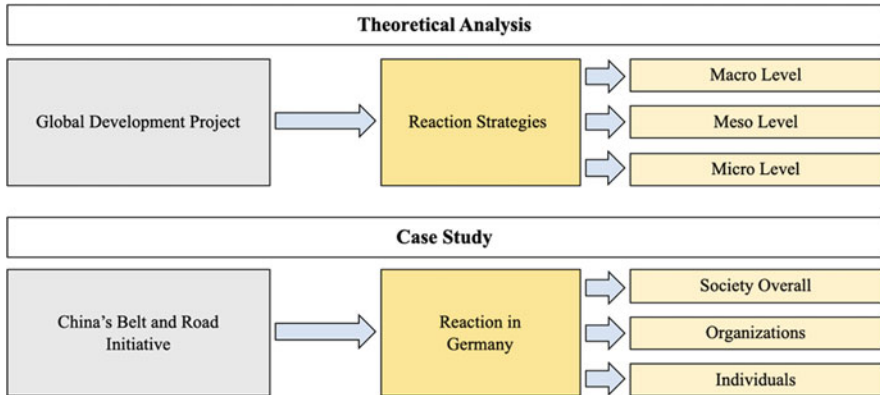 Theoretical Analysis
Global Development Project
Reaction Strategies
Macro Level
Meso Level
Micro Level
Case Study
China's Belt and Road
Initiative
Reaction in
Germany
Society Overall
Organizations
Individuals